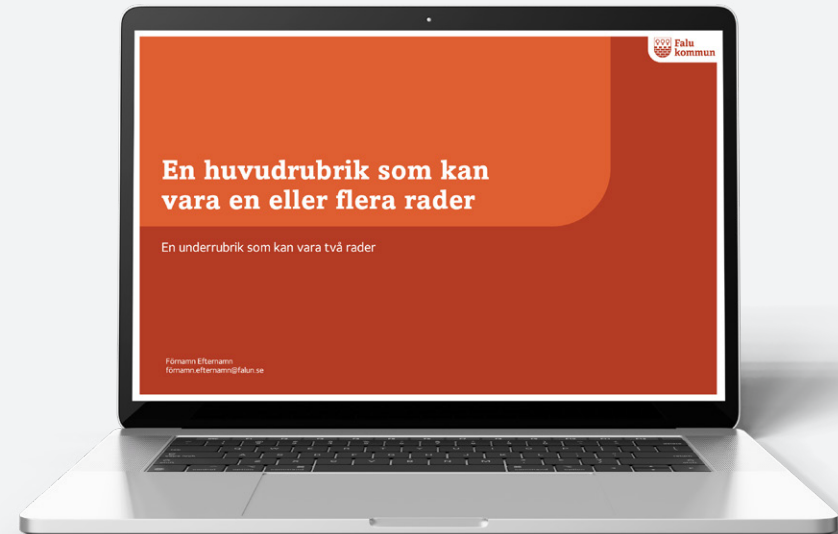 Falu
kommun
En huvudrubrik som kan
vara en eller flera rader
En underrubrik som kan vara två rader
Förnamn Efternamn
förnamn.efternamn@falun.se